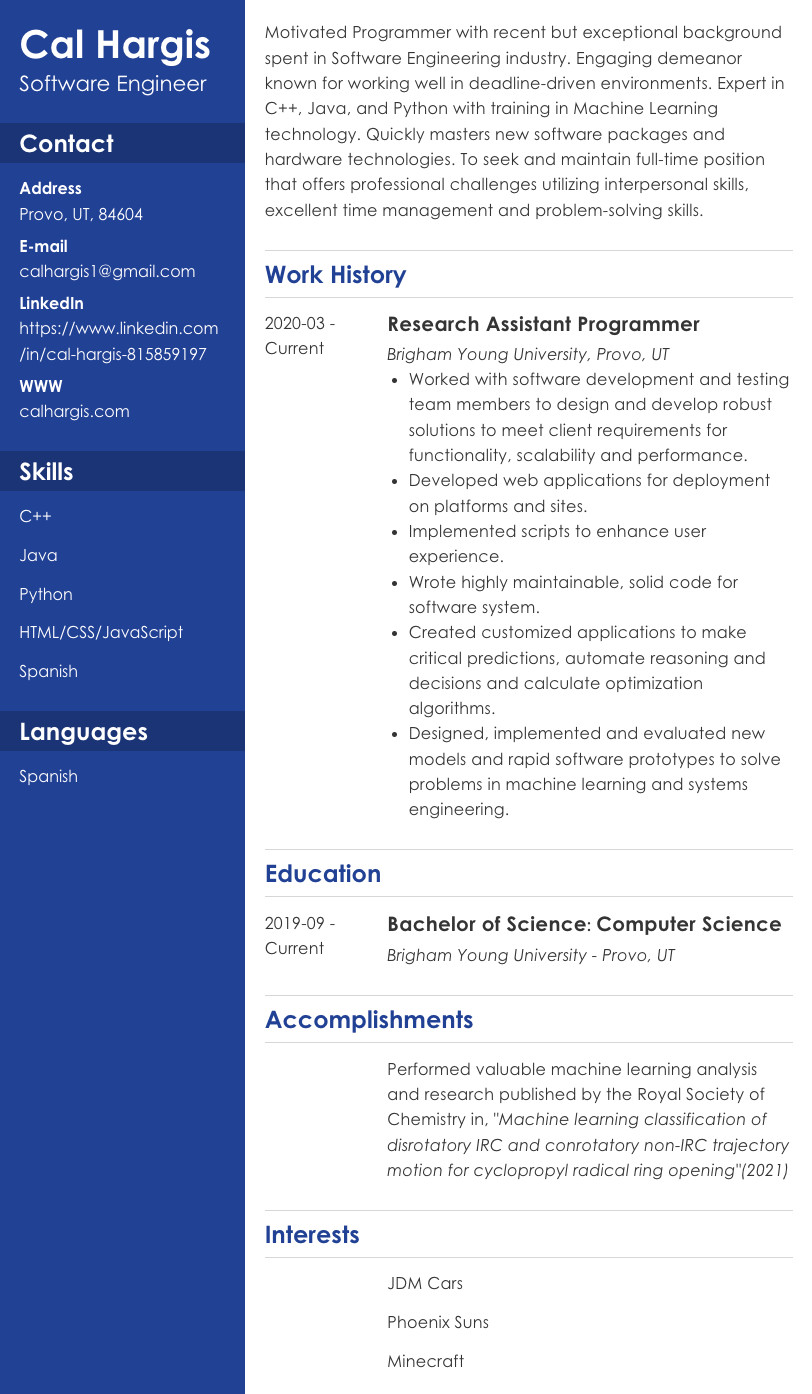 Cal Hargis
Software Engineer
Contact
Address
Provo, UT, 84604
E-mail
calhargis1@gmail.com
LinkedIn
https://www.linkedin.com
/in/cal-hargis-815859197
WWW
calhargis.com
Skills
C++
Java
Python
HTML/CSS/JavaScript
Spanish
Languages
Spanish
Motivated Programmer with recent but exceptional background
spent in Software Engineering industry. Engaging demeanor
known for working well in deadline-driven environments. Expert in
C++, Java, and Python with training in Machine Learning
technology. Quickly masters new software packages and
hardware technologies. To seek and maintain full-time position
that offers professional challenges utilizing interpersonal skills,
excellent time management and problem-solving skills.
Work History
2020-03 -
Current
Research Assistant Programmer
Brigham Young University, Provo, UT
• Worked with software development and testing
team members to design and develop robust
solutions to meet client requirements for
functionality, scalability and performance.
• Developed web applications for deployment
on platforms and sites.
• Implemented scripts to enhance user
experience.
• Wrote highly maintainable, solid code for
software system.
• Created customized applications to make
critical predictions, automate reasoning and
decisions and calculate optimization
algorithms.
• Designed, implemented and evaluated new
models and rapid software prototypes to solve
problems in machine learning and systems
engineering.
Education
2019-09 -
Current
Bachelor of Science: Computer Science
Brigham Young University - Provo, UT
Accomplishments
Performed valuable machine learning analysis
and research published by the Royal Society of
Chemistry in, "Machine learning classification of
disrotatory IRC and conrotatory non-IRC trajectory
motion for cyclopropyl radical ring opening"(2021)
Interests
JDM Cars
Phoenix Suns
Minecraft